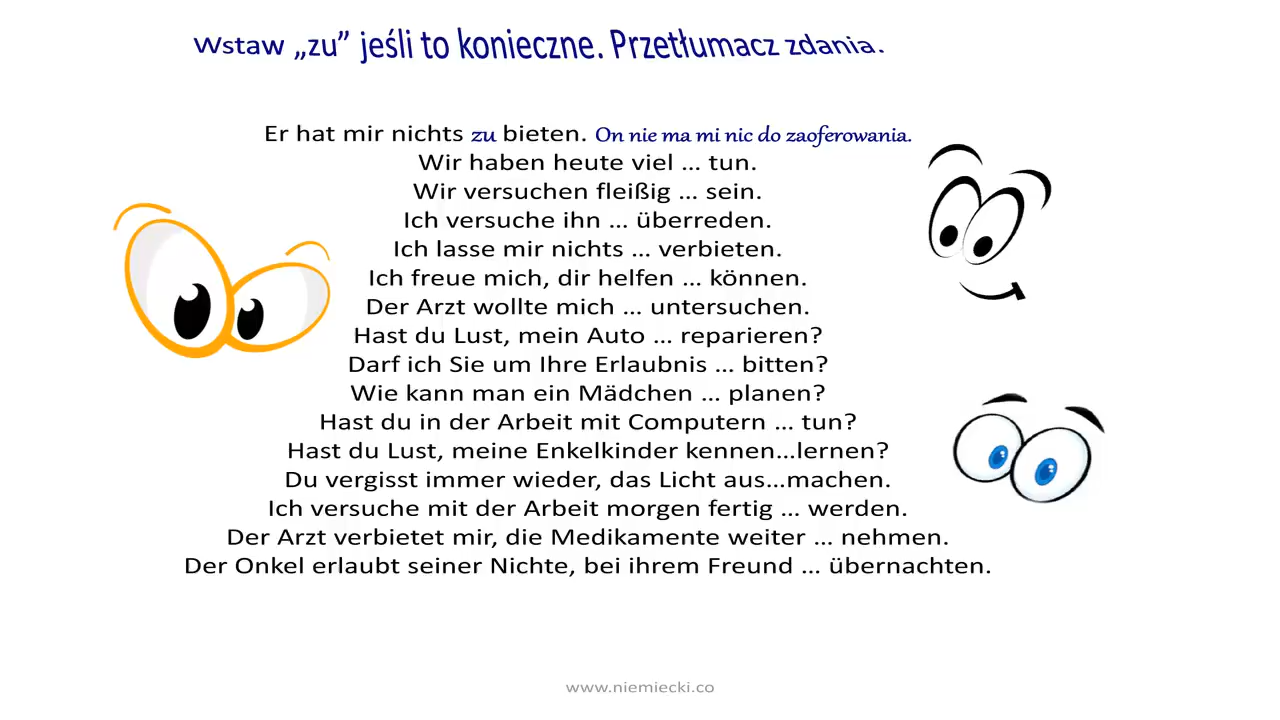 Wstaw „zu” jeśli to konieczne. Przetłumacz zdania.
Er hat mir nichts zu bieten. On nie ma mi nic do zaoferowania.
Wir haben heute viel ... tun.
Wir versuchen fleißig ... sein.
Ich versuche ihn ... überreden.
Ich lasse mir nichts ... verbieten.
Ich freue mich, dir helfen ... können.
Der Arzt wollte mich ... untersuchen.
Hast du Lust, mein Auto ... reparieren?
Darf ich Sie um Ihre Erlaubnis ... bitten?
Wie kann man ein Mädchen ... planen?
Hast du in der Arbeit mit Computern ... tun?
Hast du Lust, meine Enkelkinder kennen...lernen?
Du vergisst immer wieder, das Licht aus...machen.
Ich versuche mit der Arbeit morgen fertig ... werden.
Der Arzt verbietet mir, die Medikamente weiter ... nehmen.
Der Onkel erlaubt seiner Nichte, bei ihrem Freund ... übernachten.
www.niemiecki.co